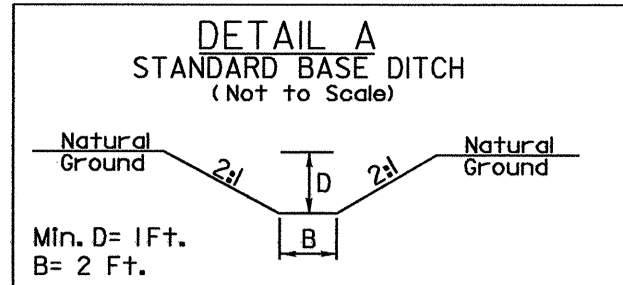 DETAIL A
STANDARD BASE DITCH
(Not to Scale)
Natural
Ground
2:1
D
2:1
Natural
Ground
B
Min. D= 1Ft.
B= 2 Ft.